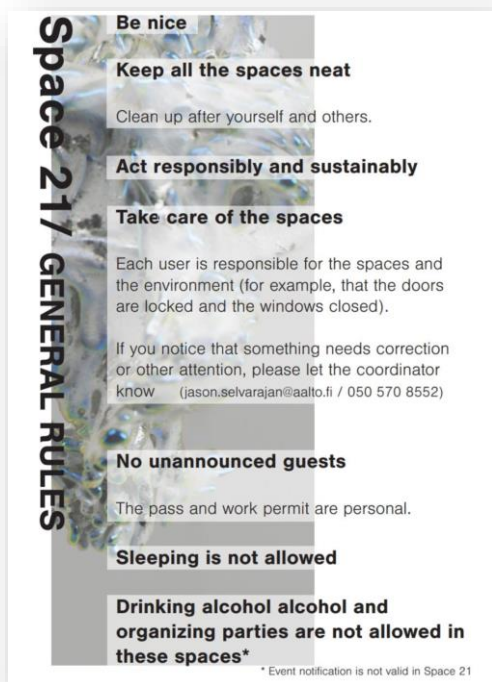 Space 21/ GENERAL RULES
Be nice
Keep all the spaces neat
Clean up after yourself and others.
Act responsibly and sustainably
Take care of the spaces
Each user is responsible for the spaces and
the environment (for example, that the doors
are locked and the windows closed).
If you notice that something needs correction
or other attention, please let the coordinator
know (jason.selvarajan@aalto.fi / 050 570 8552)
No unannounced guests
The pass and work permit are personal.
Sleeping is not allowed
Drinking alcohol alcohol and
organizing parties are not allowed in
these spaces*
* Event notification is not valid in Space 21